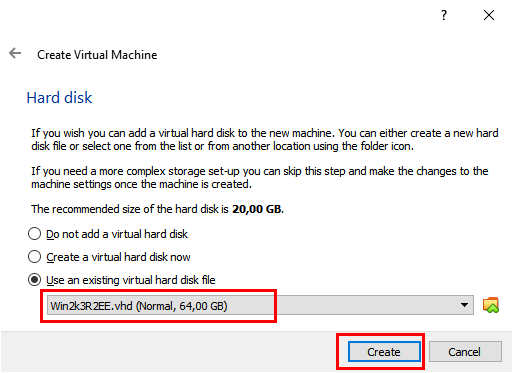 ?
Create Virtual Machine
Hard disk
If you wish you can add a virtual hard disk to the new machine. You can either create a new hard
disk file or select one from the list or from another location using the folder icon.
If you need a more complex storage set-up you can skip this step and make the changes to the
machine settings once the machine is created.
The recommended size of the hard disk is 20,00 GB.
Do not add a virtual hard disk
Create a virtual hard disk now
Use an existing virtual hard disk file
Win2k3R2EE.vhd (Normal, 64,00 GB)
Create
Cancel